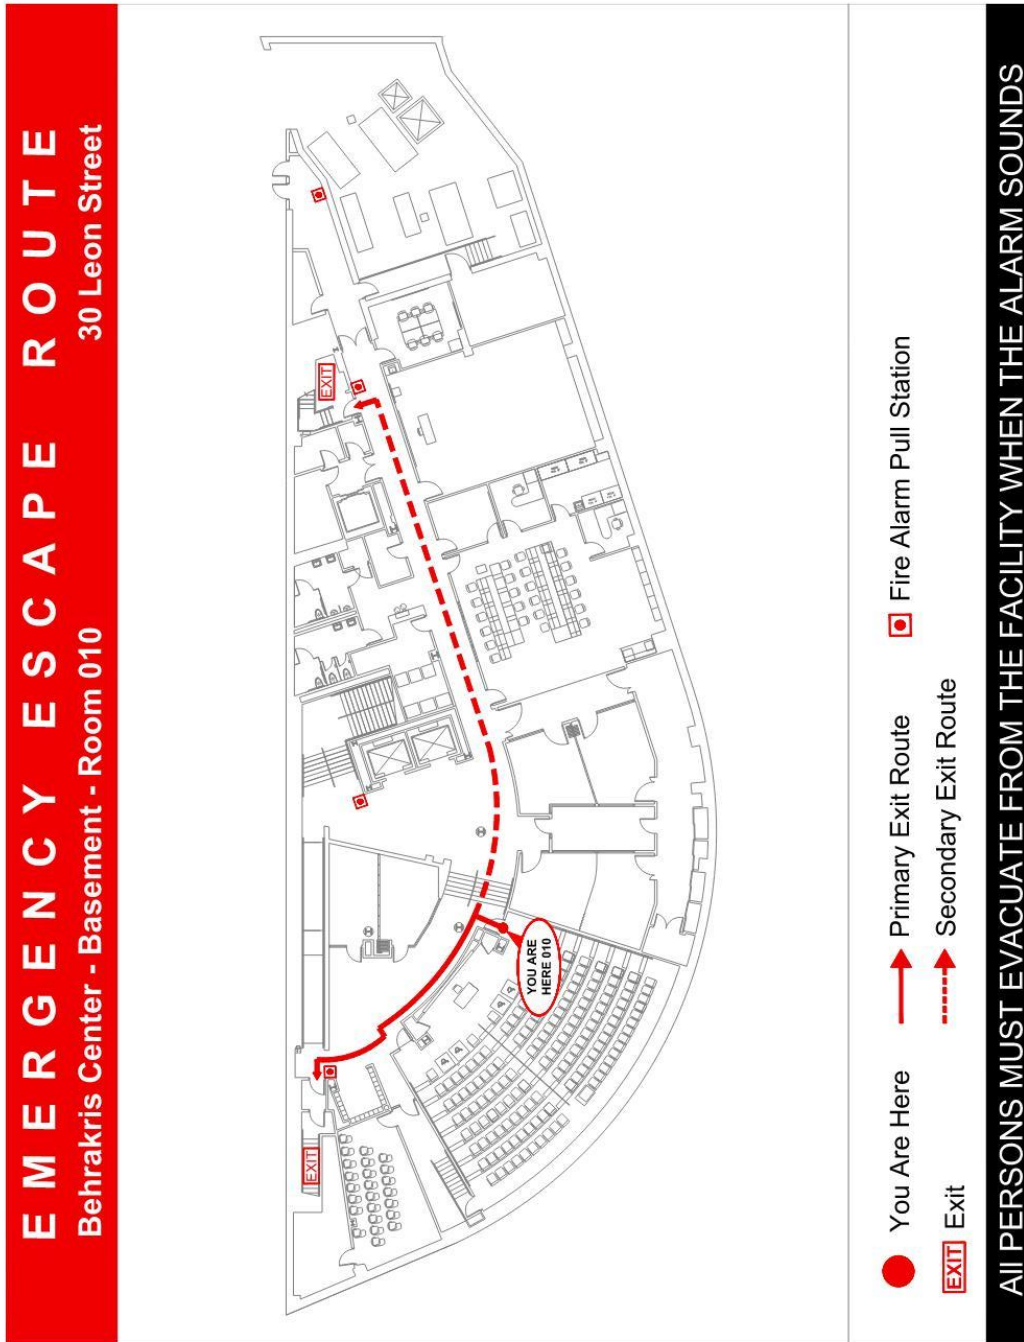 EMERGENCY ESCAPE ROUTE
Behrakris Center - Basement - Room 010 30 Leon Street
EXIT
EXIT
YOU ARE
HERE 010
You Are Here
Primary Exit Route
Fire Alarm Pull Station
EXIT Exit
Secondary Exit Route
All PERSONS MUST EVACUATE FROM THE FACILITY WHEN THE ALARM SOUNDS